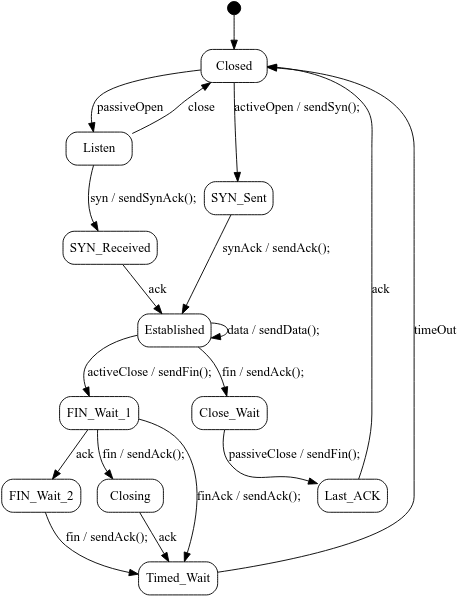 Closed
passiveOpen
close
activeOpen / sendSyn();
Listen
syn / sendSynAck();
SYN_Sent
SYN_Received
synAck / sendAck();
ack
ack
Established
data / sendData();
timeOut
activeClose / sendFin();
fin / sendAck();
FIN_Wait_1
Close_Wait
ack
fin / sendAck();
passiveClose / sendFin();
FIN_Wait_2
Closing
finAck / sendAck();
Last_ACK
fin / sendAck();
ack
Timed_Wait